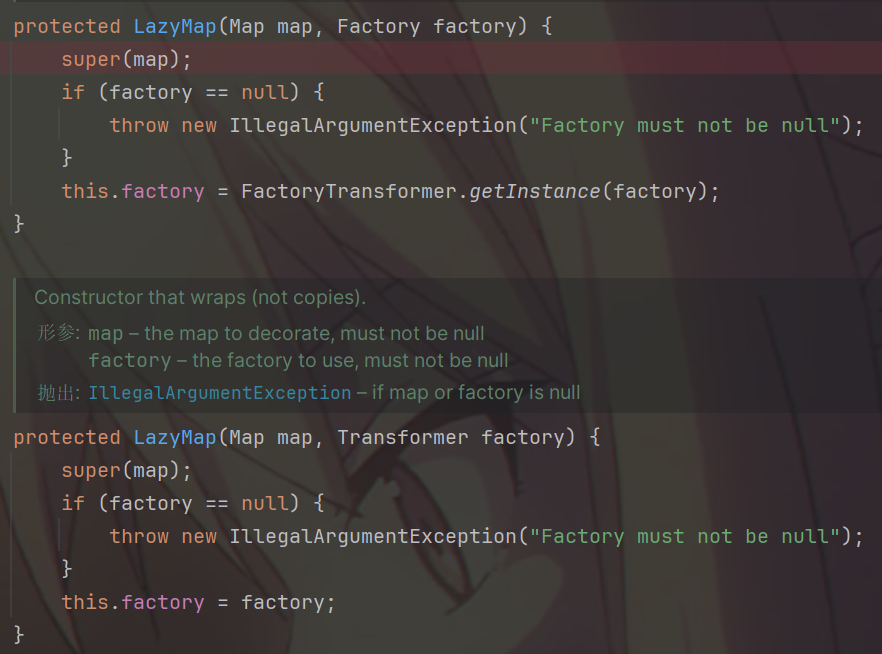 protected LazyMap(Map map, Factory factory) {
super(map);
if (factory == null) {
throw new IllegalArgumentException("Factory must not be null");
}
this.factory = FactoryTransformer.getInstance(factory);
}
Constructor that wraps (not copies).
形参: map – the map to decorate, must not be null
factory – the factory to use, must not be null
抛出: IllegalArgumentException – if map or factory is null
protected LazyMap(Map map, Transformer factory) {
super(map);
if (factory == null) {
throw new IllegalArgumentException("Factory must not be null");
}
this.factory = factory;
}